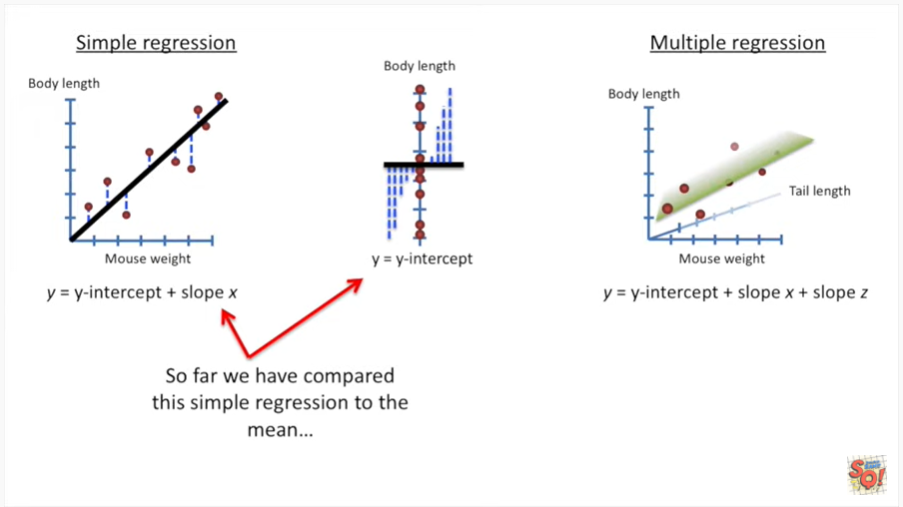 Simple regression
Body length
Mouse weight
y = y-intercept + slope x
Body length
y = y-intercept
Multiple regression
Body length
Tail length
Mouse weight
y = y-intercept + slope x + slope z
So far we have compared
this simple regression to the
mean…
SQ!